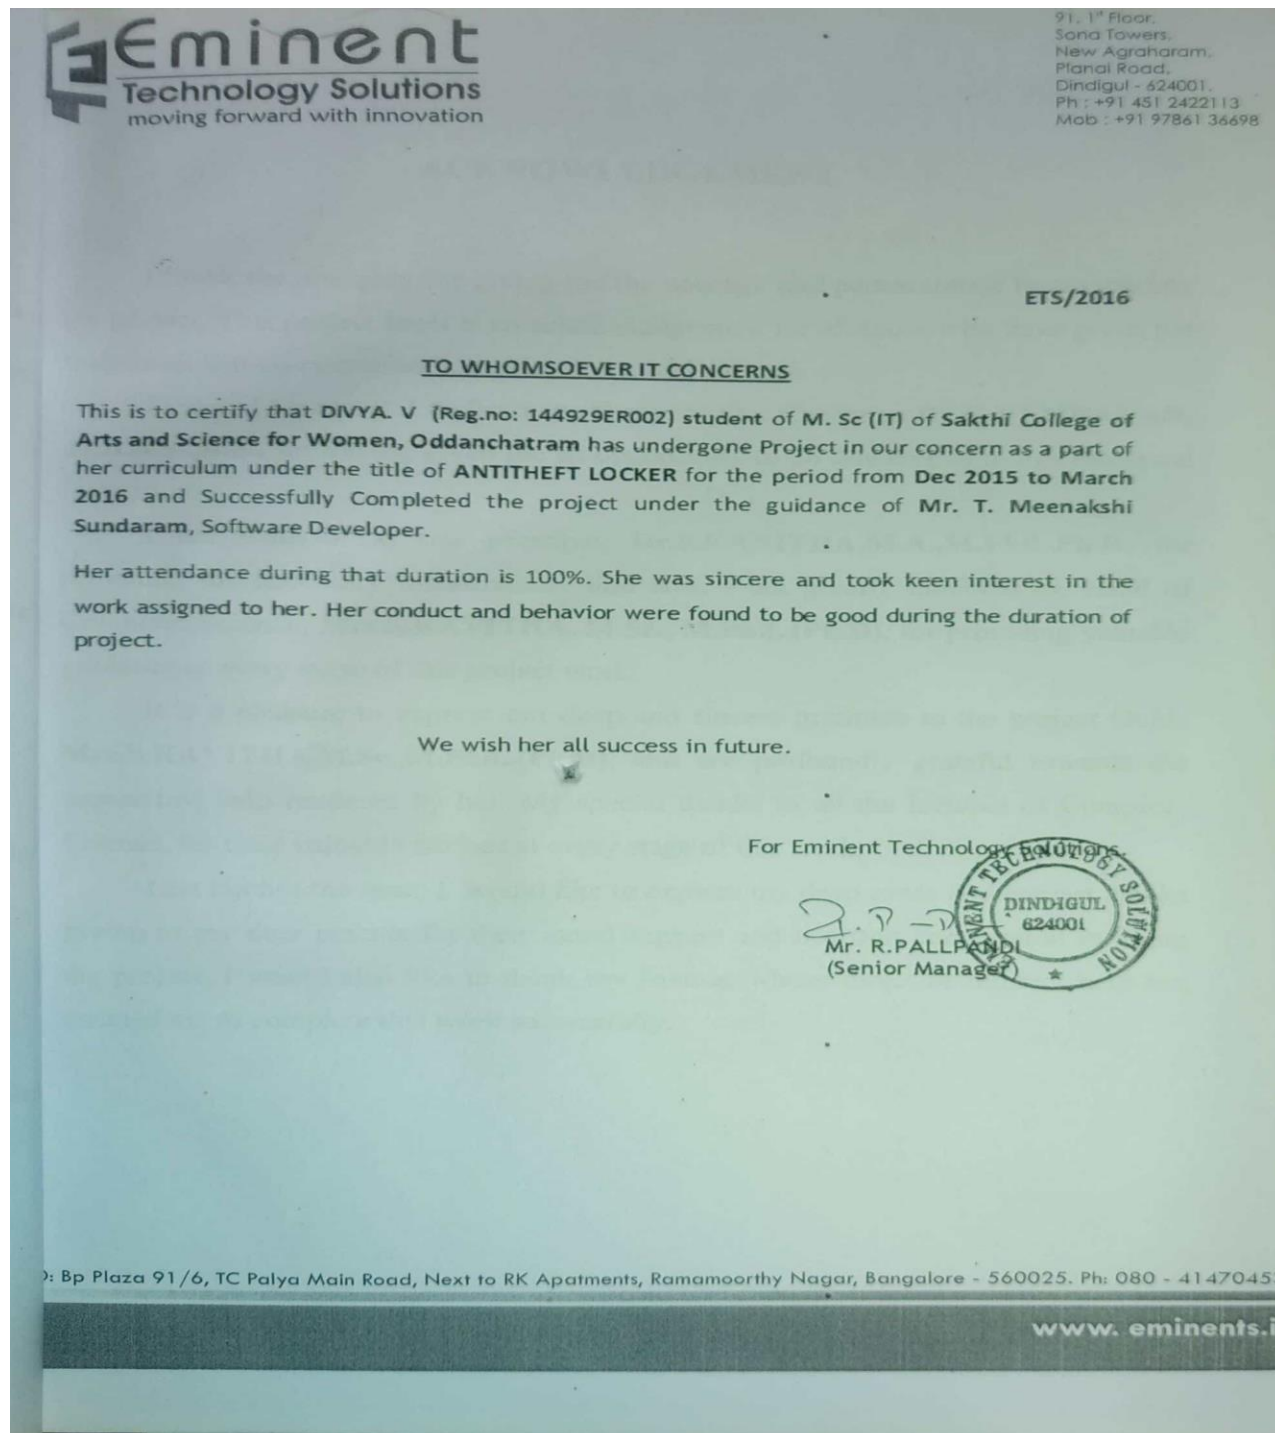 Eminent
Technology Solutions
moving forward with innovation
91, 1st Floor,
Sona Towers,
New Agraharam,
Planai Road,
Dindigul - 624001.
Ph : +91 451 2422113
Mob : +91 97861 36698
ETS/2016
TO WHOMSOEVER IT CONCERNS
This is to certify that DIVYA. V (Reg.no: 144929ER002) student of M. Sc (IT) of Sakthi College of
Arts and Science for Women, Oddanchatram has undergone Project in our concern as a part of
her curriculum under the title of ANTITHEFT LOCKER for the period from Dec 2015 to March
2016 and Successfully Completed the project under the guidance of Mr. T. Meenakshi
Sundaram, Software Developer.
Her attendance during that duration is 100%. She was sincere and took keen interest in the
work assigned to her. Her conduct and behavior were found to be good during the duration of
project.
We wish her all success in future.
For Eminent Technology Solutions.
EMINENT TECHNOLOGY SOLUTION
DINDIGUL
624001
Mr. R.PALLPANDI
(Senior Manager)
: Bp Plaza 91/6, TC Palya Main Road, Next to RK Apatments, Ramamoorthy Nagar, Bangalore - 560025. Ph: 080 - 4147045
www. eminents.i